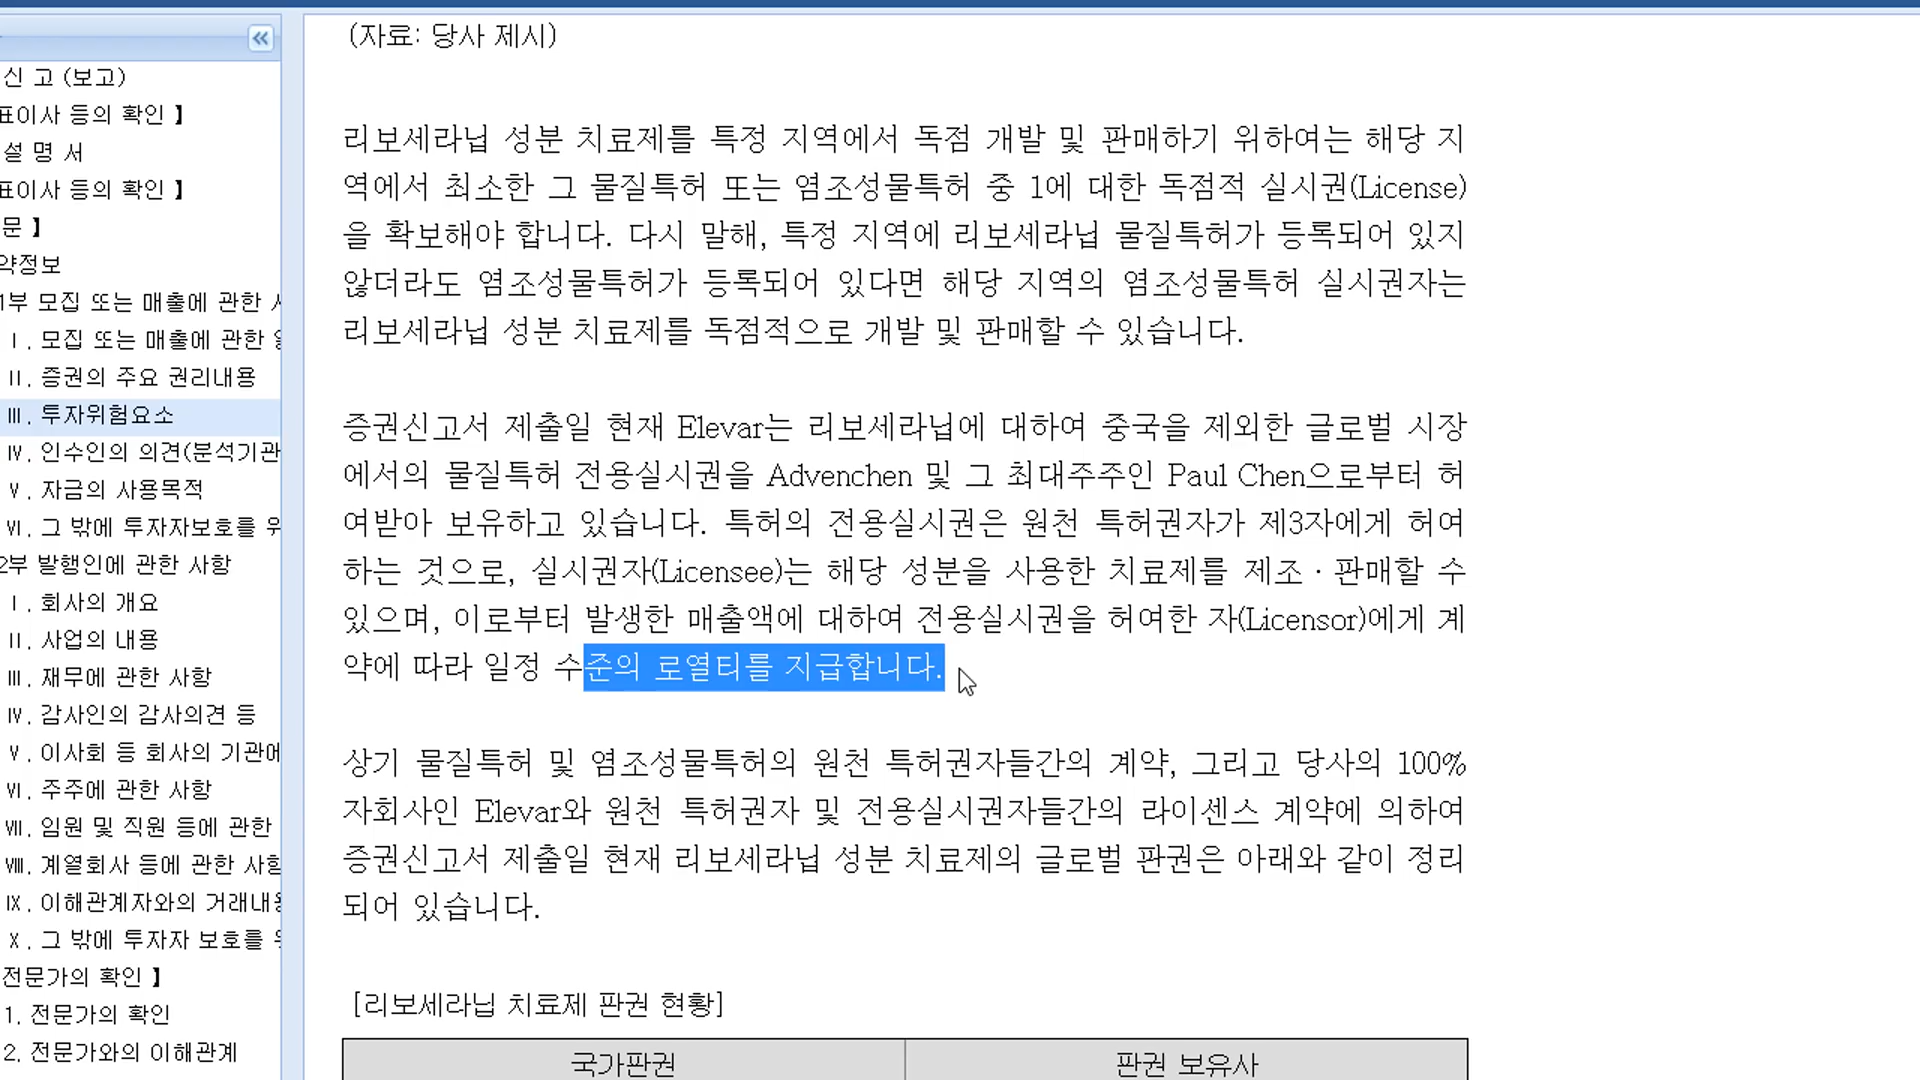 신 고 (보고)
표이사 등의 확인 】
설 명 서
표이사 등의 확인 】
문 】
약정보
1부 모집 또는 매출에 관한 사
Ⅰ. 모집 또는 매출에 관한 일
Ⅱ. 증권의 주요 권리내용
Ⅲ. 투자위험요소
Ⅳ. 인수인의 의견(분석기관
Ⅴ. 자금의 사용목적
Ⅵ. 그 밖에 투자자보호를 위
2부 발행인에 관한 사항
Ⅰ. 회사의 개요
Ⅱ. 사업의 내용
Ⅲ. 재무에 관한 사항
Ⅳ. 감사인의 감사의견 등
Ⅴ. 이사회 등 회사의 기관에
Ⅵ. 주주에 관한 사항
Ⅶ. 임원 및 직원 등에 관한
Ⅷ. 계열회사 등에 관한 사항
Ⅸ. 이해관계자와의 거래내용
Ⅹ. 그 밖에 투자자 보호를 위
전문가의 확인 】
1. 전문가의 확인
2. 전문가와의 이해관계
(자료: 당사 제시)
리보세라닙 성분 치료제를 특정 지역에서 독점 개발 및 판매하기 위하여는 해당 지
역에서 최소한 그 물질특허 또는 염조성물특허 중 1에 대한 독점적 실시권(License)
을 확보해야 합니다. 다시 말해, 특정 지역에 리보세라닙 물질특허가 등록되어 있지
않더라도 염조성물특허가 등록되어 있다면 해당 지역의 염조성물특허 실시권자는
리보세라닙 성분 치료제를 독점적으로 개발 및 판매할 수 있습니다.
증권신고서 제출일 현재 Elevar는 리보세라닙에 대하여 중국을 제외한 글로벌 시장
에서의 물질특허 전용실시권을 Advenchen 및 그 최대주주인 Paul Chen으로부터 허
여받아 보유하고 있습니다. 특허의 전용실시권은 원천 특허권자가 제3자에게 허여
하는 것으로, 실시권자(Licensee)는 해당 성분을 사용한 치료제를 제조 · 판매할 수
있으며, 이로부터 발생한 매출액에 대하여 전용실시권을 허여한 자(Licensor)에게 계
약에 따라 일정 수준의 로열티를 지급합니다.
상기 물질특허 및 염조성물특허의 원천 특허권자들간의 계약, 그리고 당사의 100%
자회사인 Elevar와 원천 특허권자 및 전용실시권자들간의 라이센스 계약에 의하여
증권신고서 제출일 현재 리보세라닙 성분 치료제의 글로벌 판권은 아래와 같이 정리
되어 있습니다.
[리보세라닙 치료제 판권 현황]
국가판권
판권 보유사